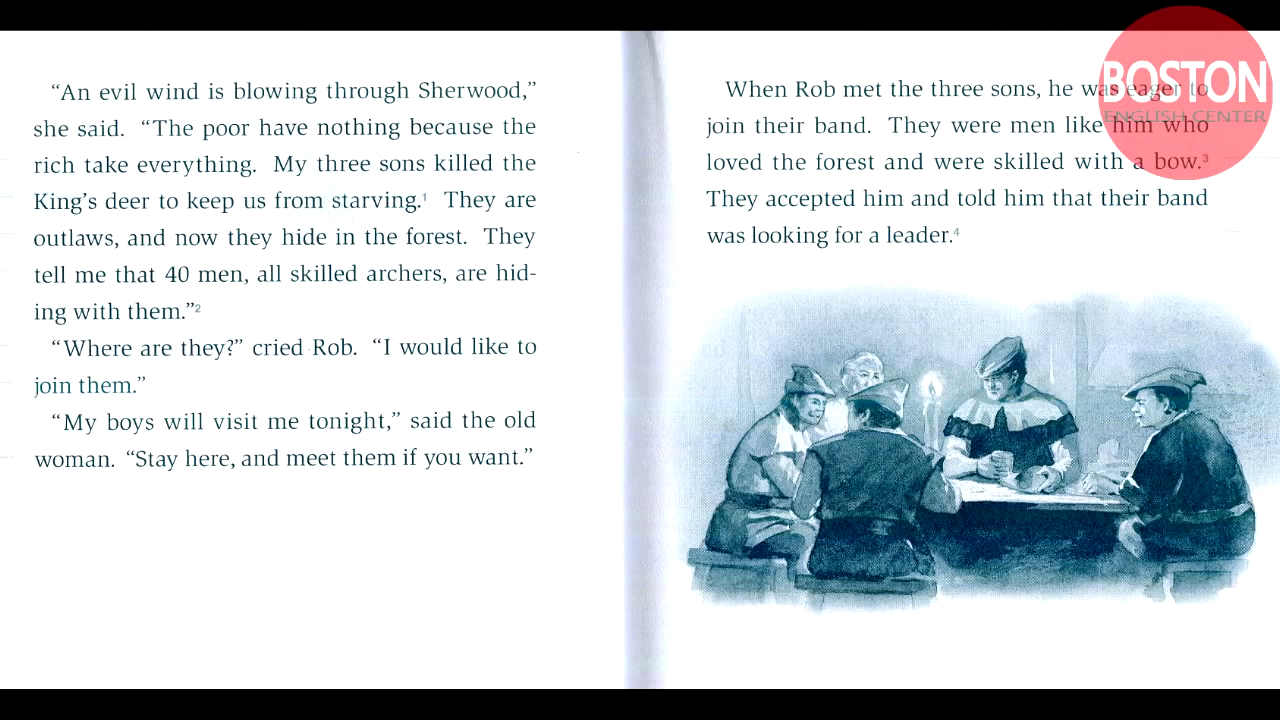 “An evil wind is blowing through Sherwood,”
she said. “The poor have nothing because the
rich take everything. My three sons killed the
King’s deer to keep us from starving.¹ They are
outlaws, and now they hide in the forest. They
tell me that 40 men, all skilled archers, are hid-
ing with them.”²
“Where are they?” cried Rob. “I would like to
join them.”
“My boys will visit me tonight,” said the old
woman. “Stay here, and meet them if you want.”
When Rob met the three sons, he was eager to
join their band. They were men like him who
loved the forest and were skilled with a bow.³
They accepted him and told him that their band
was looking for a leader.⁴
BOSTON
ENGLISH CENTER